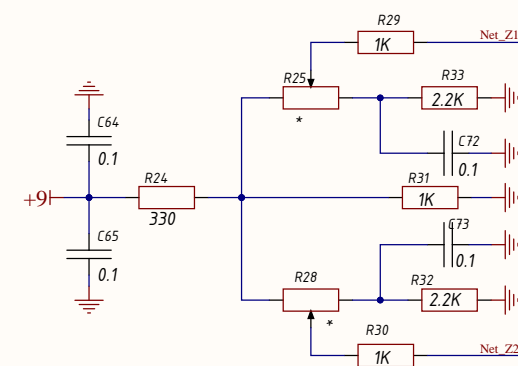 R29
1K
Net_Z1
R25
*
R33
2.2K
C64
0.1
C72
0.1
R24
330
+9
R31
1K
C65
0.1
C73
0.1
R28
*
R32
2.2K
R30
1K
Net_Z2